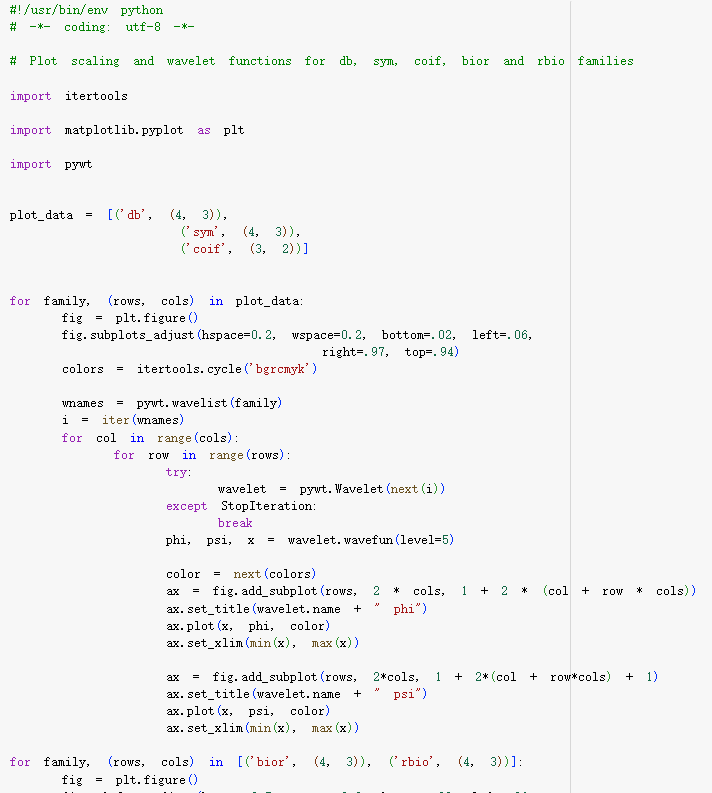 #!/usr/bin/env python
# -*- coding: utf-8 -*-
# Plot scaling and wavelet functions for db, sym, coif, bior and rbio families
import itertools
import matplotlib.pyplot as plt
import pywt
plot_data = [('db', (4, 3)),
('sym', (4, 3)),
('coif', (3, 2))]
for family, (rows, cols) in plot_data:
fig = plt.figure()
fig.subplots_adjust(hspace=0.2, wspace=0.2, bottom=.02, left=.06,
right=.97, top=.94)
colors = itertools.cycle('bgrcmyk')
wnames = pywt.wavelist(family)
i = iter(wnames)
for col in range(cols):
for row in range(rows):
try:
wavelet = pywt.Wavelet(next(i))
except StopIteration:
break
phi, psi, x = wavelet.wavefun(level=5)
color = next(colors)
ax = fig.add_subplot(rows, 2 * cols, 1 + 2 * (col + row * cols))
ax.set_title(wavelet.name + " phi")
ax.plot(x, phi, color)
ax.set_xlim(min(x), max(x))
ax = fig.add_subplot(rows, 2*cols, 1 + 2*(col + row*cols) + 1)
ax.set_title(wavelet.name + " psi")
ax.plot(x, psi, color)
ax.set_xlim(min(x), max(x))
for family, (rows, cols) in [('bior', (4, 3)), ('rbio', (4, 3))]:
fig = plt.figure()